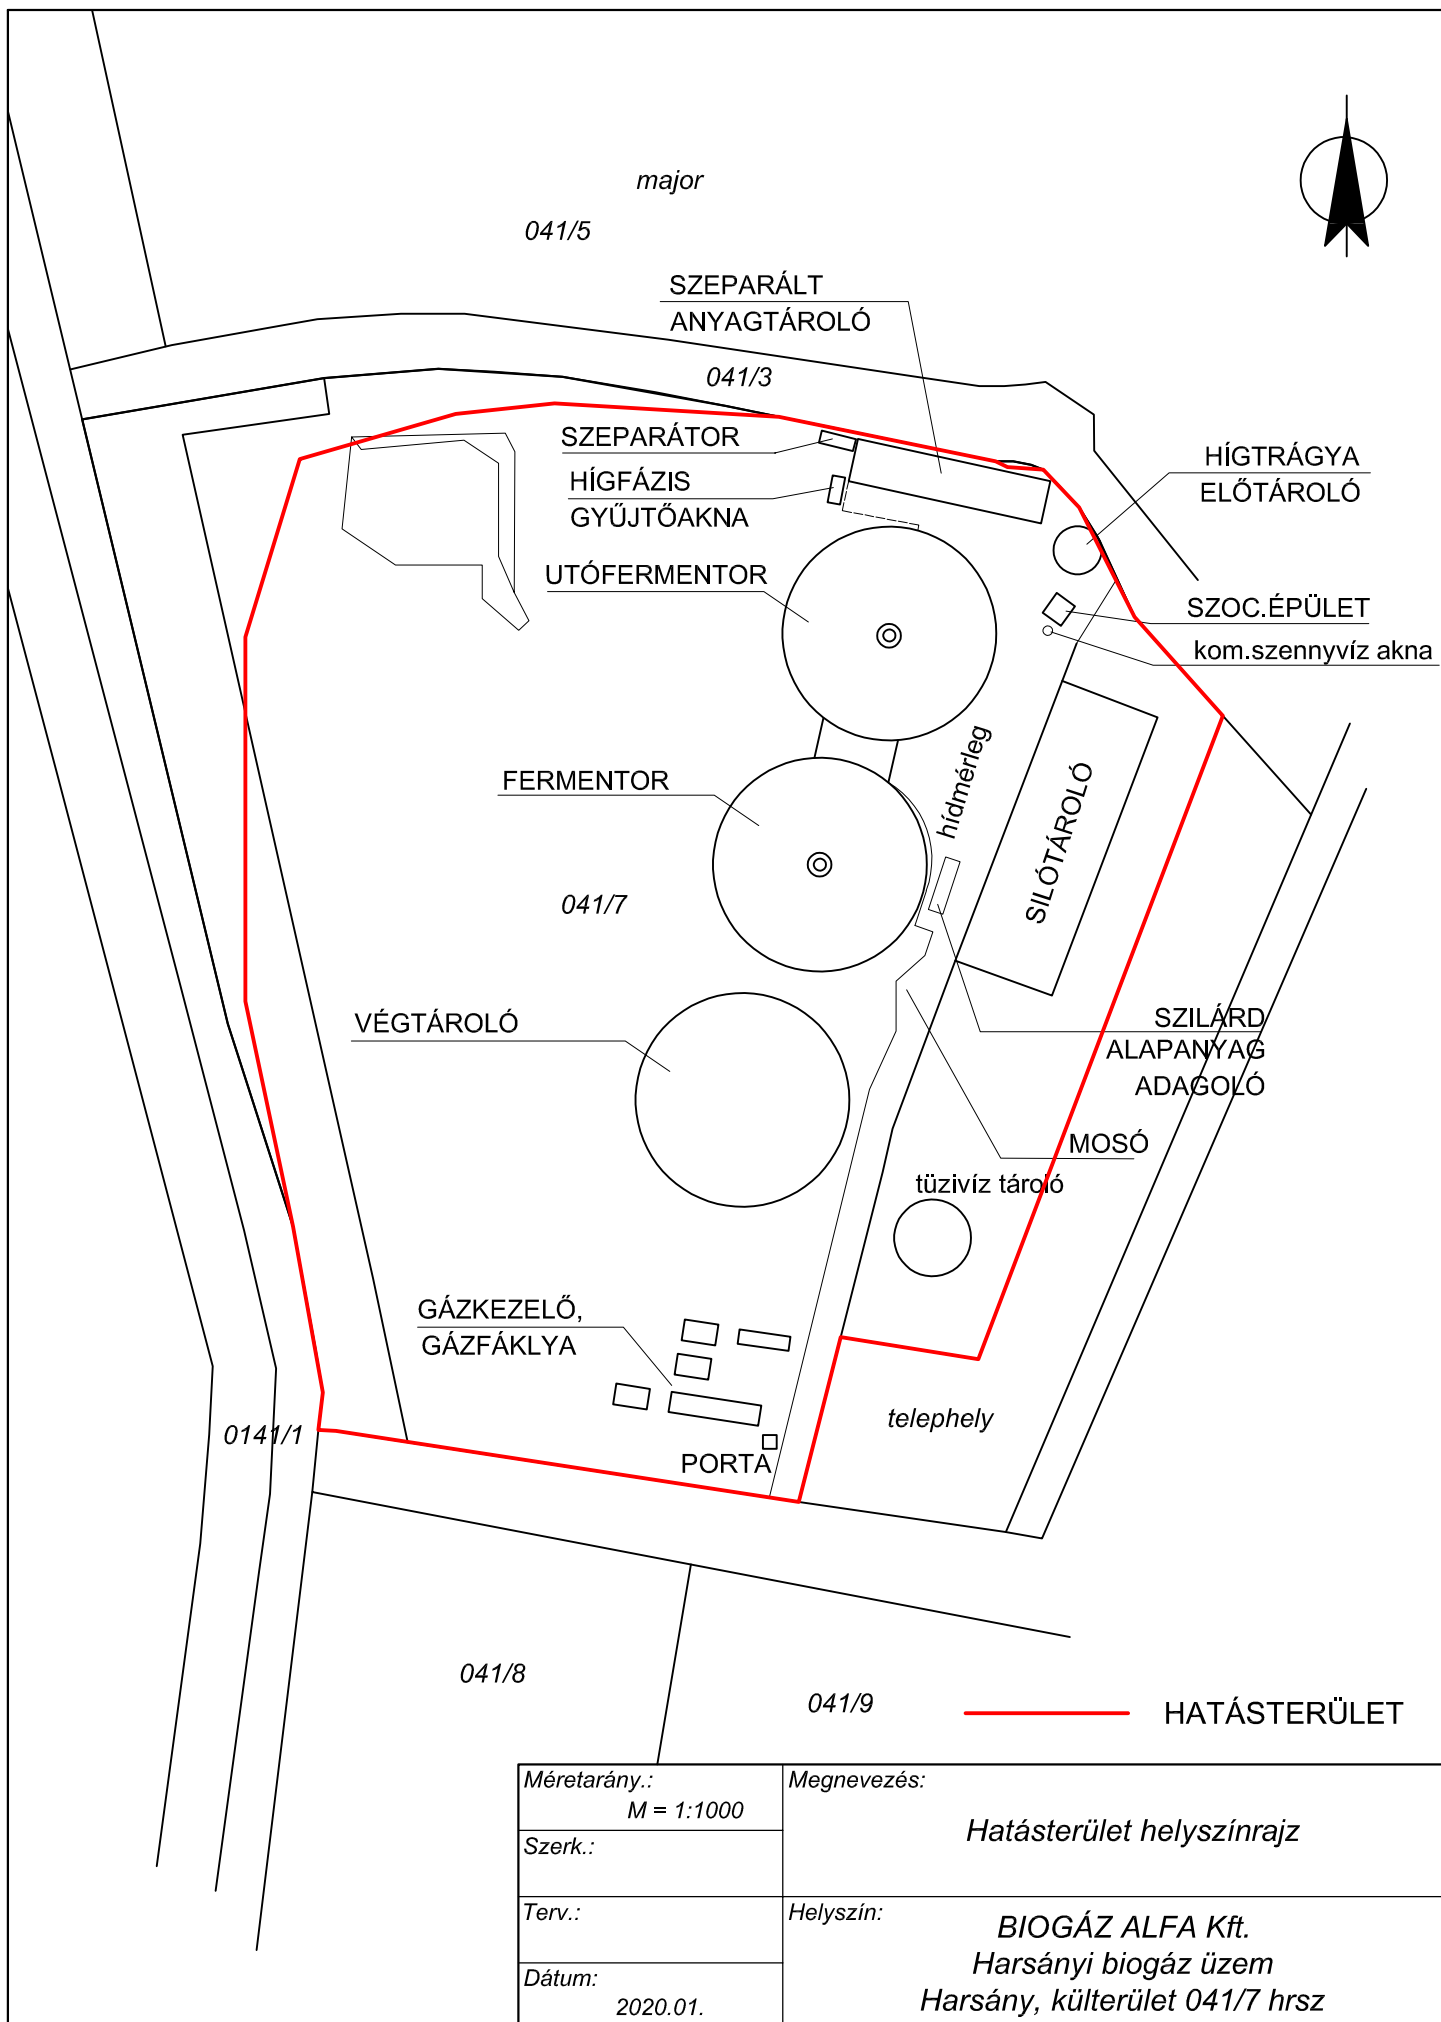 major
041/5
SZEPARÁLT
ANYAGTÁROLÓ
041/3
SZEPARÁTOR
HÍGFÁZIS
GYŰJTŐAKNA
HÍGTRÁGYA
ELŐTÁROLÓ
UTÓFERMENTOR
SZOC.ÉPÜLET
kom.szennyvíz akna
hídmérleg
SILÓTÁROLÓ
FERMENTOR
041/7
VÉGTÁROLÓ
SZILÁRD
ALAPANYAG
ADAGOLÓ
MOSÓ
tüzivíz tároló
GÁZKEZELŐ,
GÁZFÁKLYA
telephely
0141/1
PORTA
041/8
041/9
HATÁSTERÜLET
Méretarány.:
M = 1:1000
Szerk.:
Terv.:
Dátum:
2020.01.
Megnevezés:
Hatásterület helyszínrajz
Helyszín:
BIOGÁZ ALFA Kft.
Harsányi biogáz üzem
Harsány, külterület 041/7 hrsz